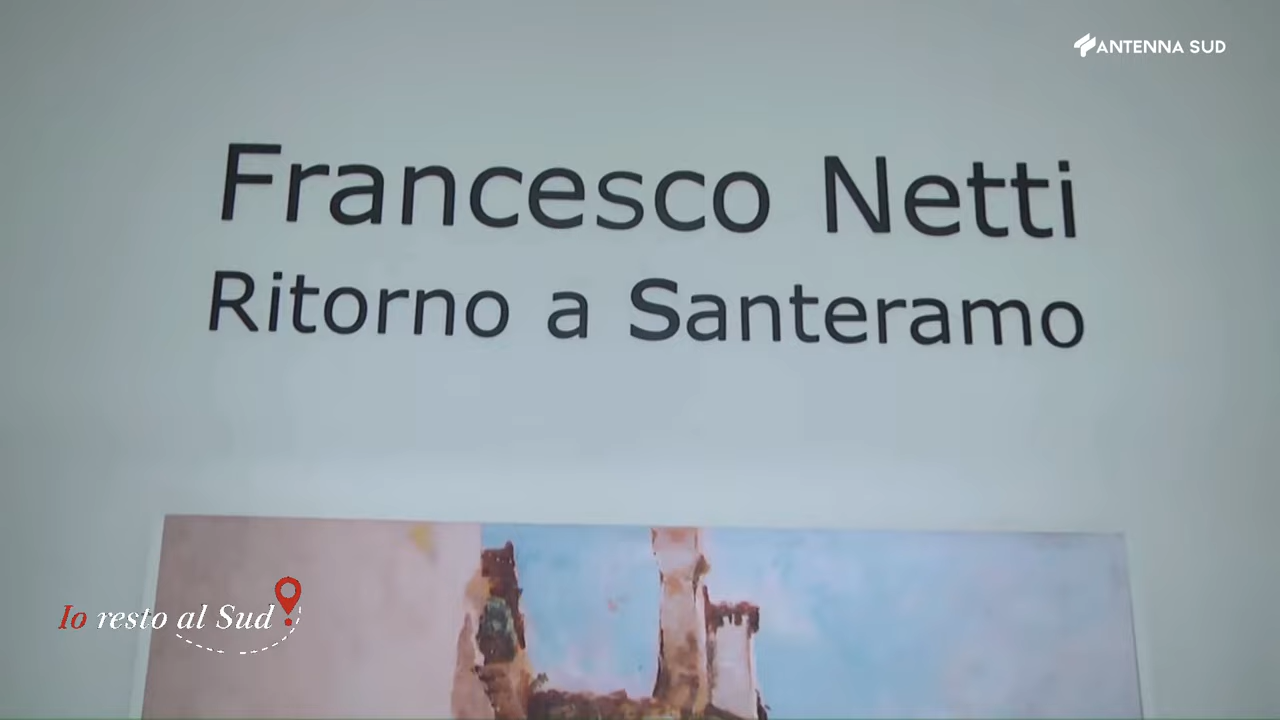 ANTENNA SUD
Francesco Netti
Ritorno a Santeramo
Io resto al Sud